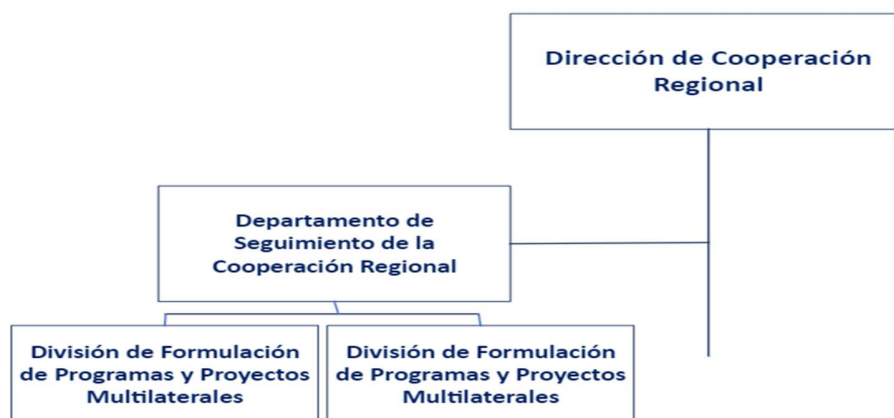 Dirección de Cooperación
Regional
Departamento de
Seguimiento de la
Cooperación Regional
División de Formulación
de Programas y Proyectos
Multilaterales
División de Formulación
de Programas y Proyectos
Multilaterales